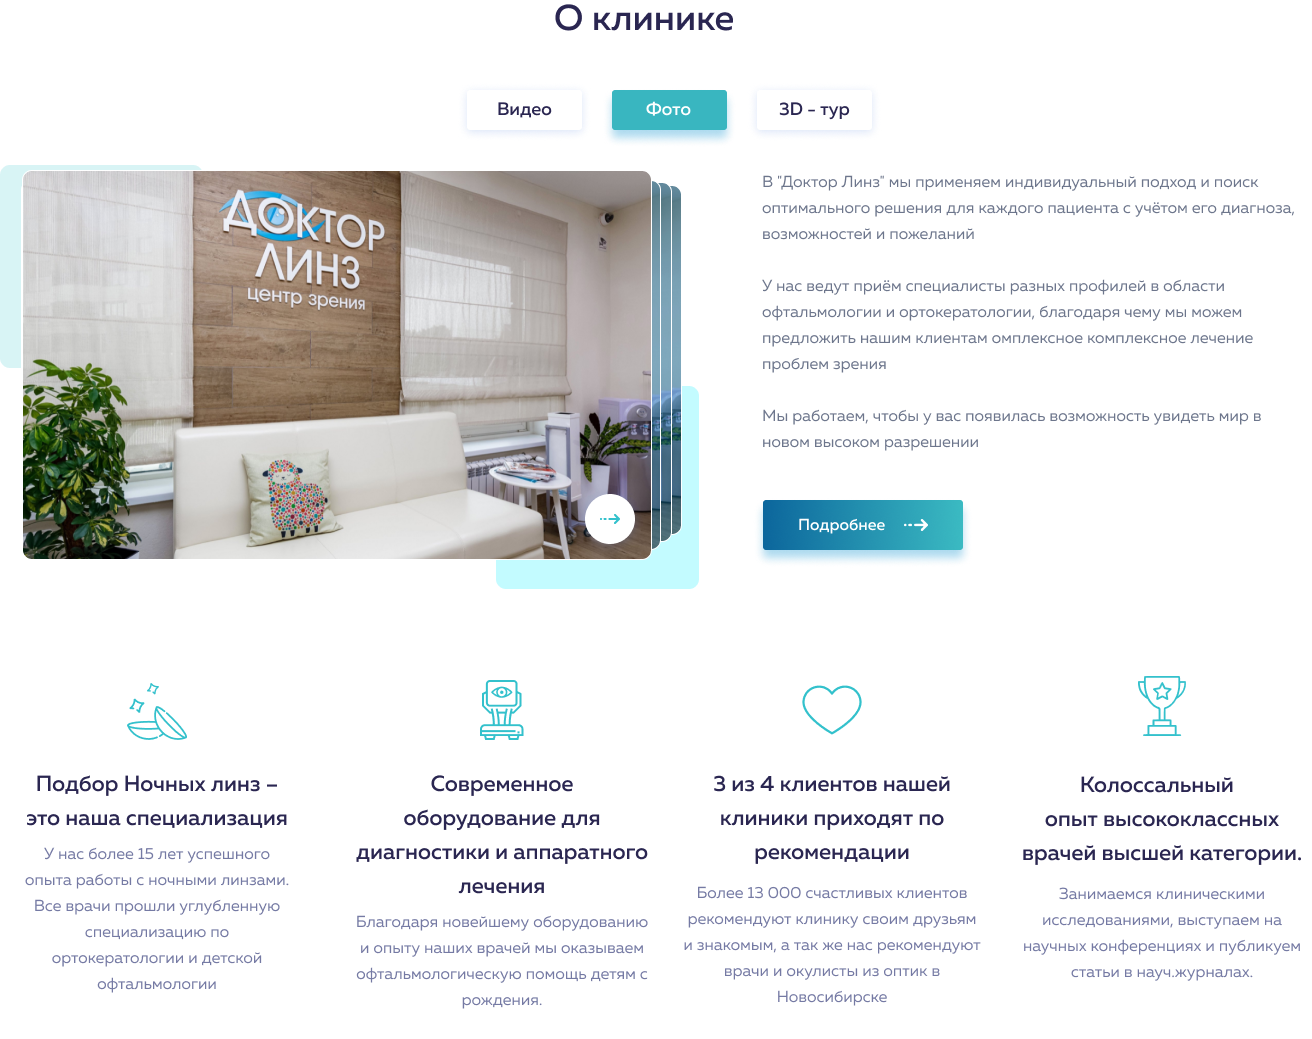 О клинике
Видео
Фото
3D - тур
ДОКТОР
ЛИНЗ
центр зрения
В "Доктор Линз" мы применяем индивидуальный подход и поиск
оптимального решения для каждого пациента с учётом его диагноза,
возможностей и пожеланий
У нас ведут приём специалисты разных профилей в области
офтальмологии и ортокератологии, благодаря чему мы можем
предложить нашим клиентам омплексное комплексное лечение
проблем зрения
Мы работаем, чтобы у вас появилась возможность увидеть мир в
новом высоком разрешении
Подробнее
Подбор Ночных линз –
это наша специализация
У нас более 15 лет успешного
опыта работы с ночными линзами.
Все врачи прошли углубленную
специализацию по
ортокератологии и детской
офтальмологии
Современное
оборудование для
диагностики и аппаратного
лечения
Благодаря новейшему оборудованию
и опыту наших врачей мы оказываем
офтальмологическую помощь детям с
рождения.
3 из 4 клиентов нашей
клиники приходят по
рекомендации
Более 13 000 счастливых клиентов
рекомендуют клинику своим друзьям
и знакомым, а так же нас рекомендуют
врачи и окулисты из оптик в
Новосибирске
Колоссальный
опыт высококлассных
врачей высшей категории.
Занимаемся клиническими
исследованиями, выступаем на
научных конференциях и публикуем
статьи в науч.журналах.